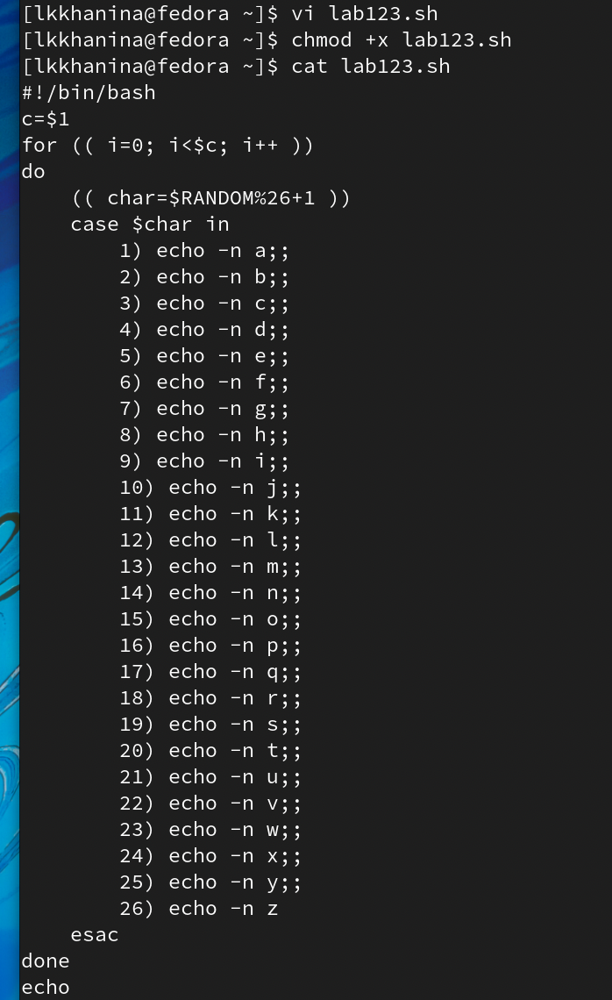 [lkkhanina@fedora ~]$ vi lab123.sh
[lkkhanina@fedora ~]$ chmod +x lab123.sh
[lkkhanina@fedora ~]$ cat lab123.sh
#!/bin/bash
c=$1
for (( i=0; i<$c; i++ ))
do
    (( char=$RANDOM%26+1 ))
    case $char in
        1) echo -n a;;
        2) echo -n b;;
        3) echo -n c;;
        4) echo -n d;;
        5) echo -n e;;
        6) echo -n f;;
        7) echo -n g;;
        8) echo -n h;;
        9) echo -n i;;
        10) echo -n j;;
        11) echo -n k;;
        12) echo -n l;;
        13) echo -n m;;
        14) echo -n n;;
        15) echo -n o;;
        16) echo -n p;;
        17) echo -n q;;
        18) echo -n r;;
        19) echo -n s;;
        20) echo -n t;;
        21) echo -n u;;
        22) echo -n v;;
        23) echo -n w;;
        24) echo -n x;;
        25) echo -n y;;
        26) echo -n z
    esac
done
echo